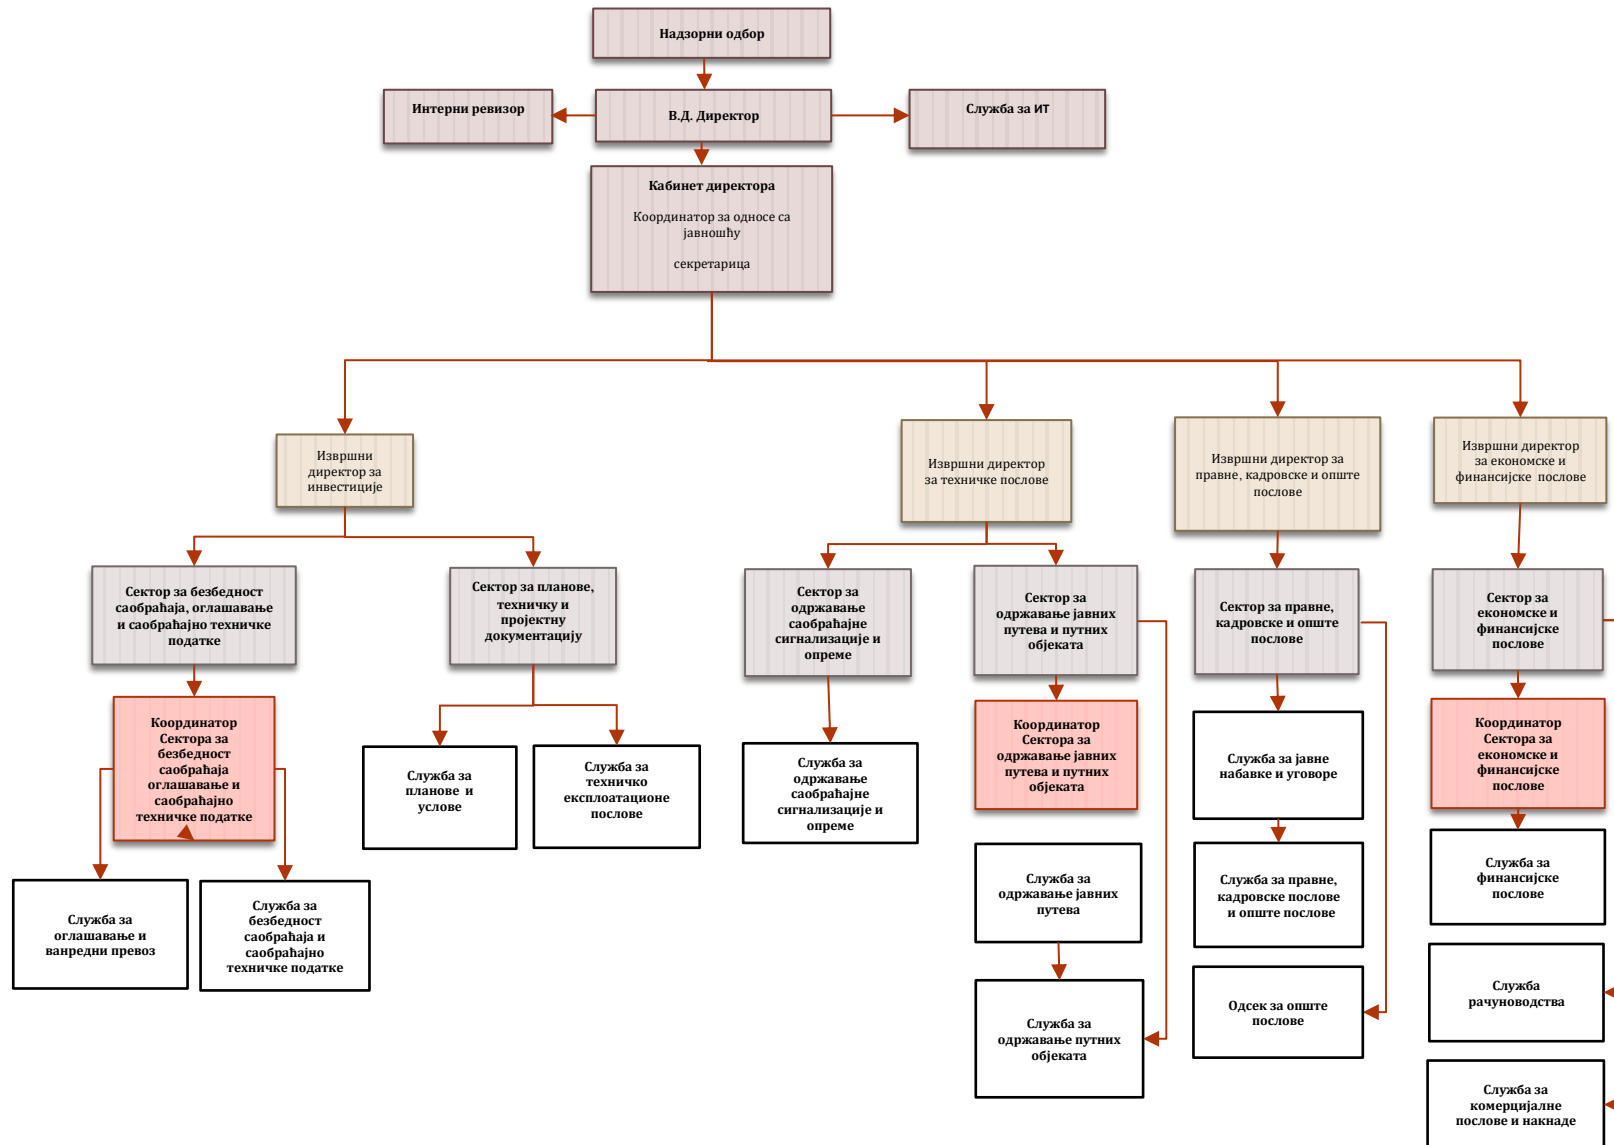 Надзорни одбор
Интерни ревизор
В.Д. Директор
Служба за ИТ
Кабинет директора
Координатор за односе са
јавношћу
секретарица
Извршни
директор за
инвестиције
Извршни директор
за техничке послове
Извршни директор за
правне, кадровске и опште
послове
Извршни директор
за економске и
финансијске послове
Сектор за безбедност
саобраћаја, оглашавање
и саобраћајно техничке
податке
Сектор за планове,
техничку и
пројектну
документацију
Сектор за
одржавање
саобраћајне
сигнализације и
опреме
Сектор за
одржавање јавних
путева и путних
објеката
Сектор за правне,
кадровске и опште
послове
Сектор за
економске и
финансијске
послове
Координатор
Сектора за
безбедност
саобраћаја
оглашавање и
саобраћајно
техничке податке
Служба за
планове и
услове
Служба за
техничко
експлоатационе
послове
Служба за
одржавање
саобраћајне
сигнализације и
опреме
Координатор
Сектора за
одржавање јавних
путева и путних
објеката
Служба за јавне
набавке и уговоре
Координатор
Сектора за
економске и
финансијске
послове
Служба за
оглашавање и
ванредни превоз
Служба за
безбедност
саобраћаја и
саобраћајно
техничке податке
Служба за
одржавање јавних
путева
Служба за правне,
кадровске послове
и опште послове
Служба за
финансијске
послове
Служба за
одржавање путних
објеката
Одсек за опште
послове
Служба
рачуноводства
Служба за
комерцијалне
послове и накнаде